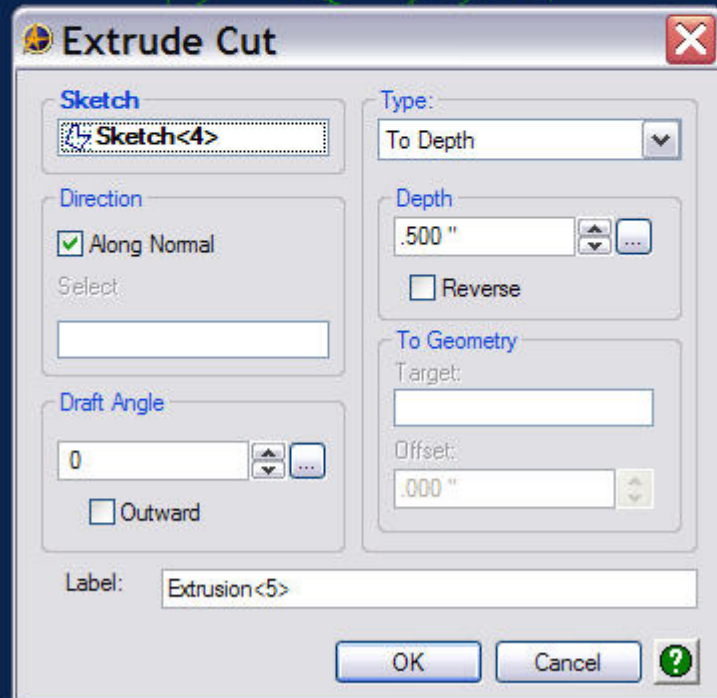 Extrude Cut
Sketch
Sketch<4>
Direction
Along Normal
Select
Draft Angle
0
...
Outward
Type:
To Depth
Depth
.500 "
...
Reverse
To Geometry
Target:
Offset:
.000 "
Label:
Extrusion<5>
OK
Cancel
?